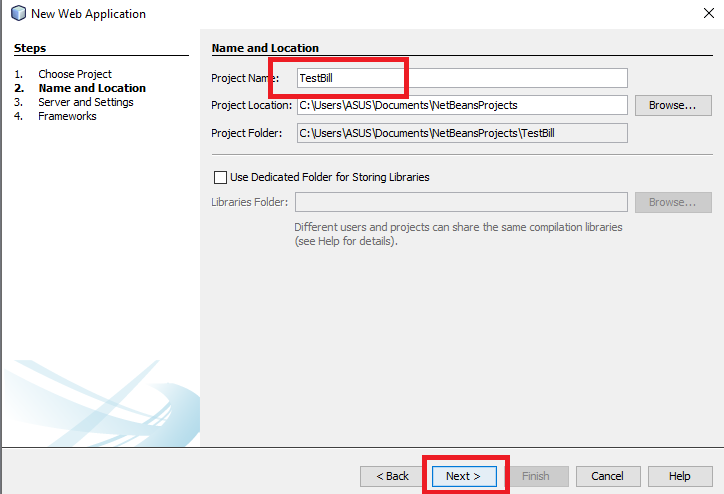 New Web Application
Steps
1. Choose Project
2. Name and Location
3. Server and Settings
4. Frameworks
Name and Location
Project Name: TestBill
Project Location: C:\Users\ASUS\Documents\NetBeansProjects Browse...
Project Folder: C:\Users\ASUS\Documents\NetBeansProjects\TestBill
Use Dedicated Folder for Storing Libraries
Libraries Folder: Browse...
Different users and projects can share the same compilation libraries
(see Help for details).
< Back Next > Finish Cancel Help